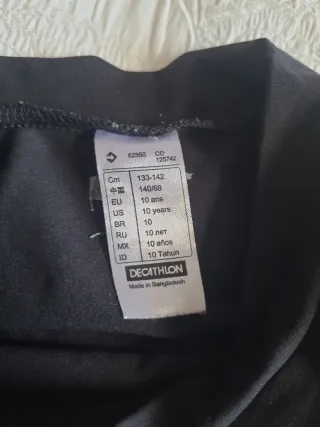 62550 CC-
125742
Cm 133-142
中国 140/68
EU 10 ans
US 10 years
BR 10
RU 10 лет
MX 10 años
ID 10 Tahun
DECATHLON
Made in Bangladesh